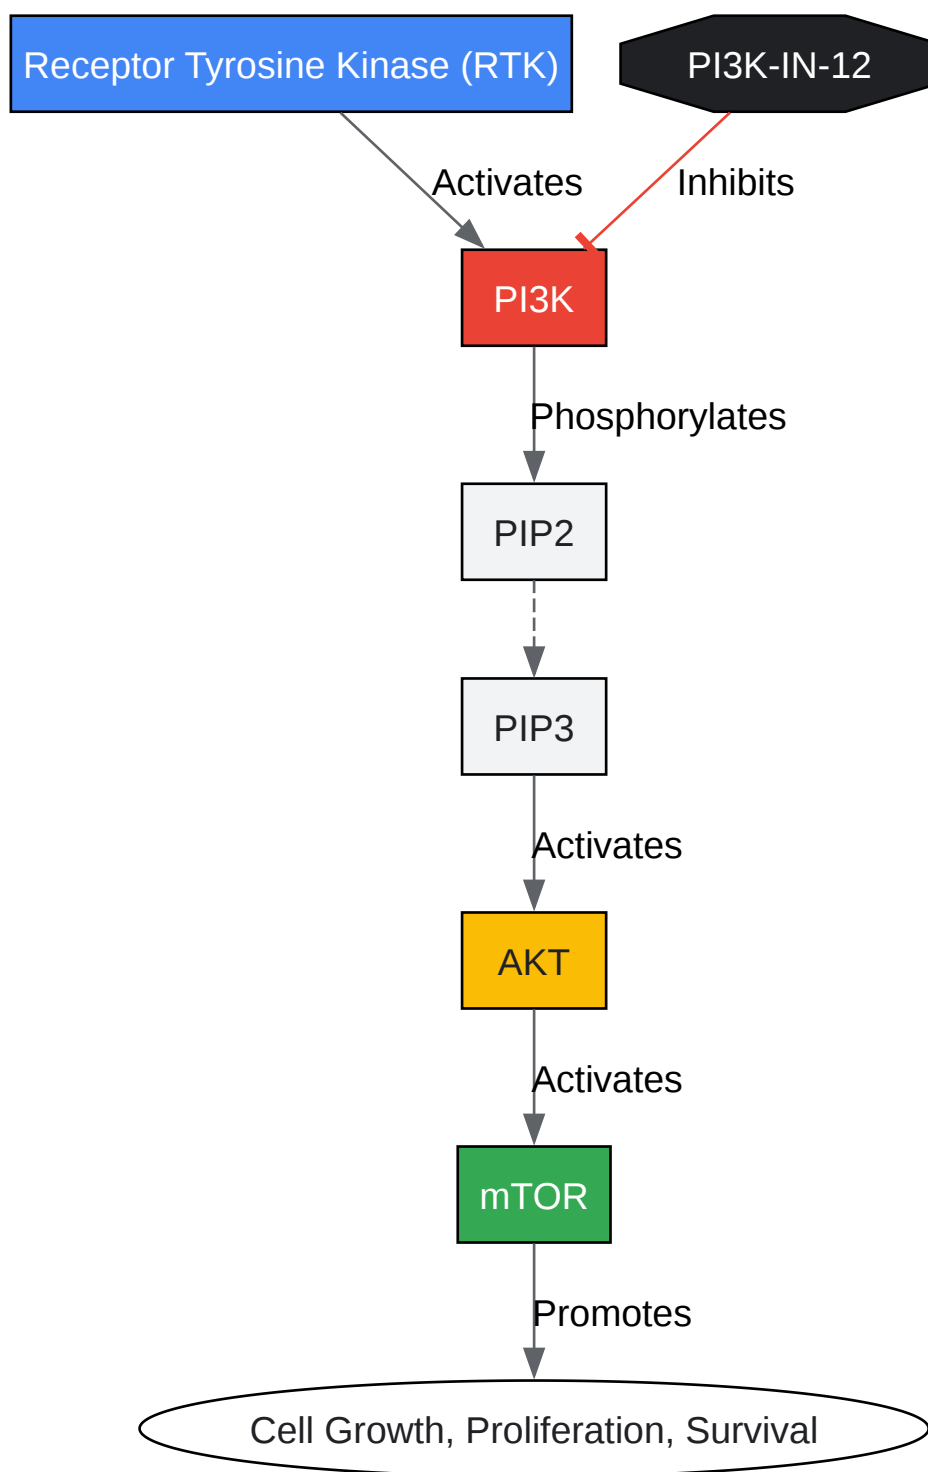 Receptor Tyrosine Kinase (RTK)
PI3K-IN-12
Activates
Inhibits
PI3K
Phosphorylates
PIP2
PIP3
Activates
AKT
Activates
mTOR
Promotes
Cell Growth, Proliferation, Survival